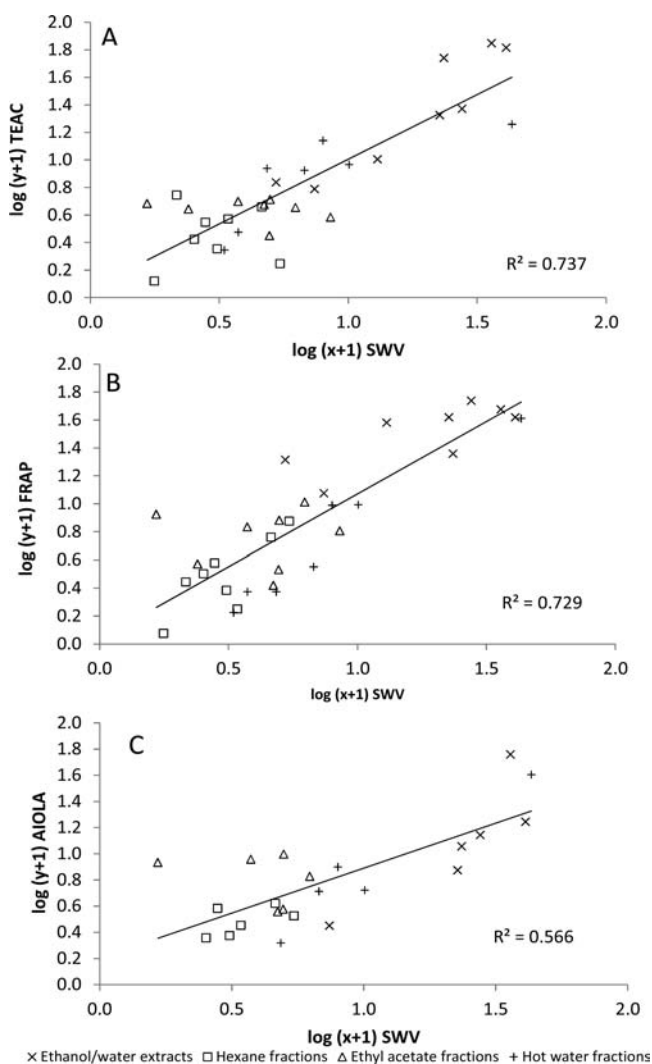 A
log (y+1) TEAC
2.0
1.8
1.6
1.4
1.2
1.0
0.8
0.6
0.4
0.2
0.0
R² = 0.737
0.0 0.5 1.0 1.5 2.0
log (x+1) SWV
B
log (y+1) FRAP
2.0
1.8
1.6
1.4
1.2
1.0
0.8
0.6
0.4
0.2
0.0
R² = 0.729
0.0 0.5 1.0 1.5 2.0
log (x+1) SWV
C
log (y+1) AIOLA
2.0
1.8
1.6
1.4
1.2
1.0
0.8
0.6
0.4
0.2
0.0
R² = 0.566
0.0 0.5 1.0 1.5 2.0
log (x+1) SWV
× Ethanol/water extracts □ Hexane fractions △ Ethyl acetate fractions + Hot water fractions